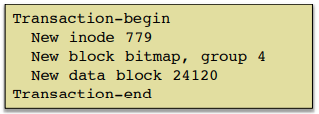 Transaction-begin
New inode 779
New block bitmap, group 4
New data block 24120
Transaction-end